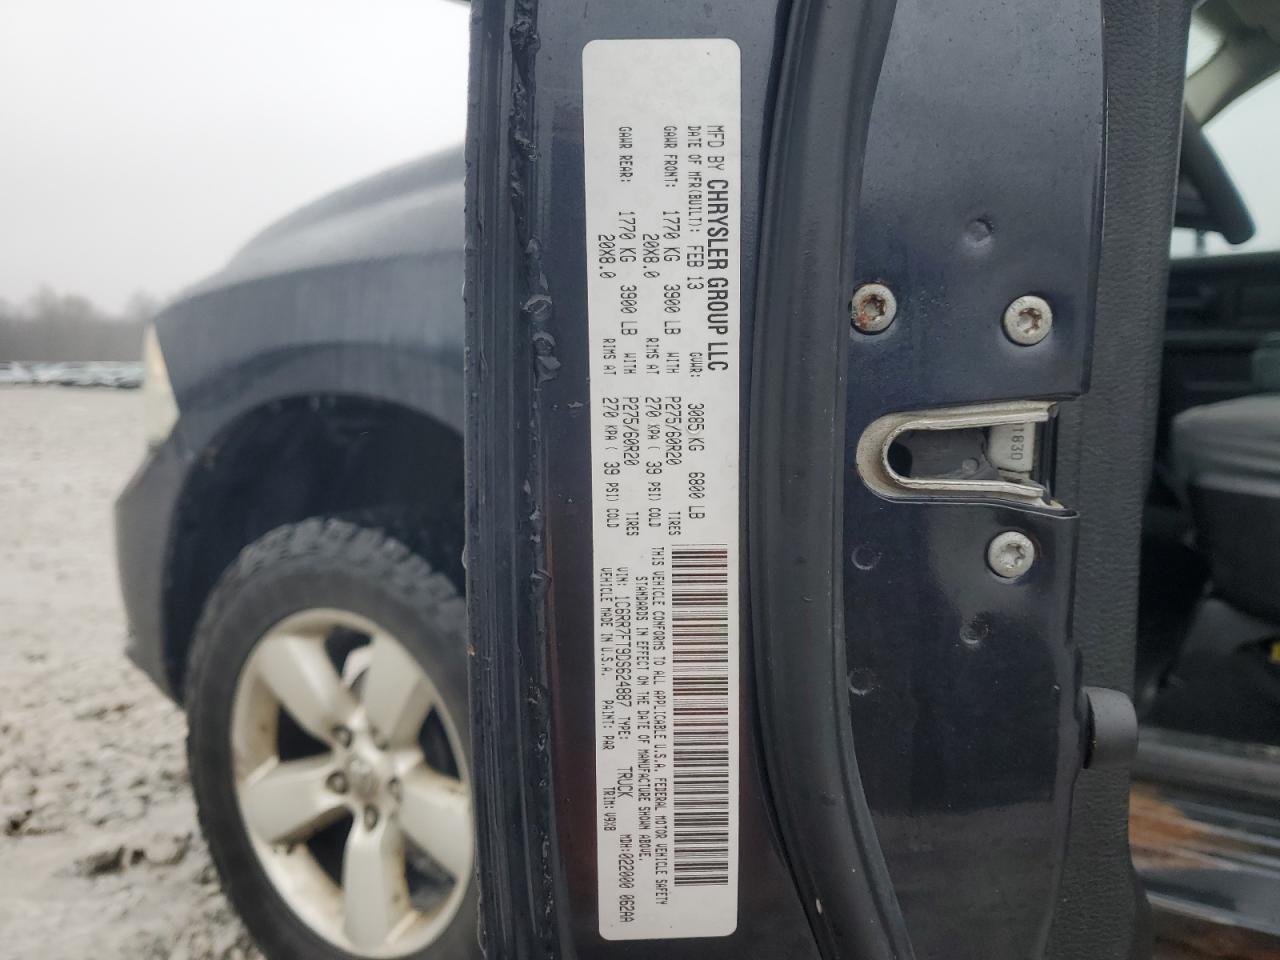 MFD BY CHRYSLER GROUP LLC
DATE OF MFR(BUILT): FEB 13 GVWR: 3085 KG 6800 LB
GAWR FRONT: 1770 KG 3900 LB WITH P275/60R20 TIRES
20X8.0 RIMS AT 270 KPA ( 39 PSI) COLD
GAWR REAR: 1770 KG 3900 LB WITH P275/60R20 TIRES
20X8.0 RIMS AT 270 KPA ( 39 PSI) COLD
THIS VEHICLE CONFORMS TO ALL APPLICABLE U.S.A. FEDERAL MOTOR VEHICLE SAFETY
STANDARDS IN EFFECT ON THE DATE OF MANUFACTURE SHOWN ABOVE.
VIN: 1C6RR7FT9DS624887 TYPE: TRUCK MDH:022000 062AA
VEHICLE MADE IN U.S.A. PAINT: PAR TRIM: V9X8
183D